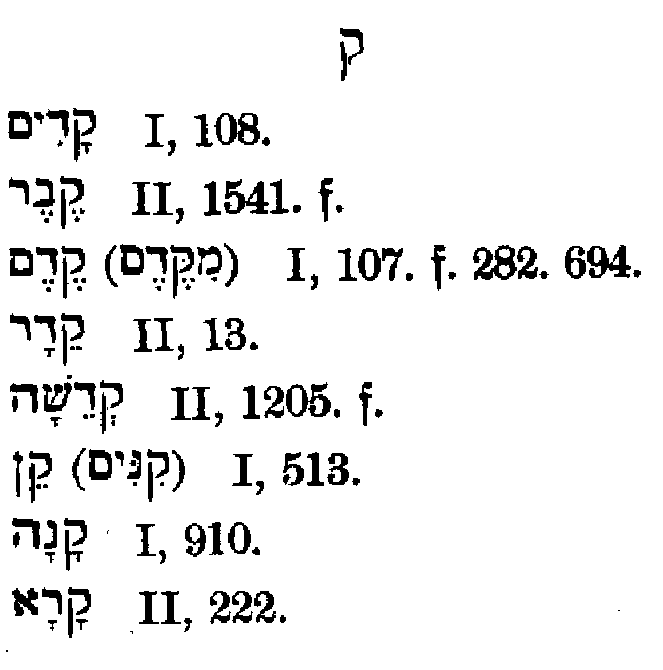 ק
קָדִים I, 108.
קֶבֶר II, 1541. f.
קֶדֶם (מִקֶּדֶם) I, 107. f. 282. 694.
קֵדָר II, 13.
קְדֵשָׁה II, 1205. f.
קֵן (קִנִּים) I, 513.
קָנָה I, 910.
קָרָא II, 222.